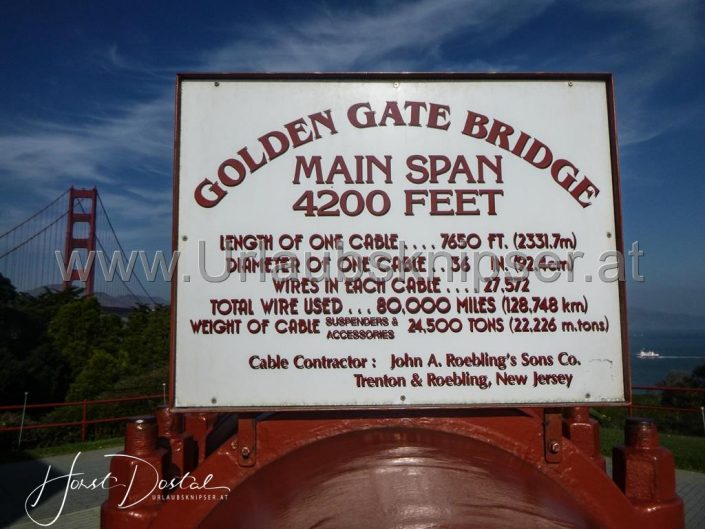 GOLDEN GATE BRIDGE
MAIN SPAN
4200 FEET
LENGTH OF ONE CABLE .... 7650 FT. (2331.7m)
DIAMETER OF ONE CABLE .. 36 IN. (92.4cm)
WIRES IN EACH CABLE .... 27,572
TOTAL WIRE USED ... 80,000 MILES (128,748 km)
WEIGHT OF CABLE SUSPENDERS & ACCESSORIES 24,500 TONS (22,226 m.tons)
Cable Contractor : John A. Roebling's Sons Co.
Trenton & Roebling, New Jersey
www.Urlaubsknipser.at
Horst Dostal
URLAUBSKNIPSER.AT